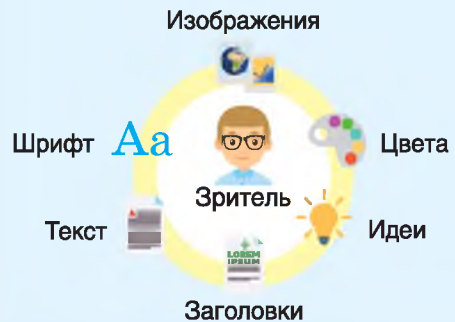 Изображения
Шрифт
Aa
Цвета
Зритель
Текст
Идеи
LOREM
IPSUM
Заголовки